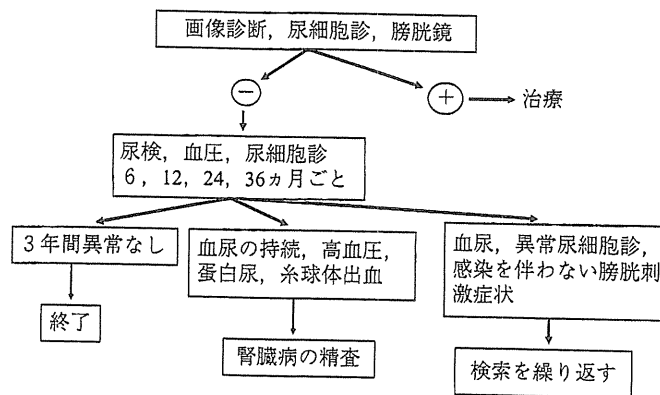 画像診断，尿細胞診，膀胱鏡
−
＋
治療
尿検，血圧，尿細胞診
6，12，24，36ヵ月ごと
3年間異常なし
血尿の持続，高血圧，
蛋白尿，糸球体出血
血尿，異常尿細胞診，
感染を伴わない膀胱刺
激症状
終了
腎臓病の精査
検索を繰り返す